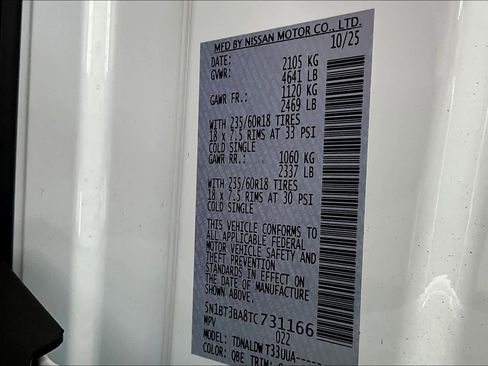 MFD BY NISSAN MOTOR CO., LTD.
DATE: 10/25
GVWR: 2105 KG
4641 LB
GAWR FR.: 1120 KG
2469 LB
WITH 235/60R18 TIRES
18 x 7.5 RIMS AT 33 PSI
COLD SINGLE
GAWR RR.: 1060 KG
2337 LB
WITH 235/60R18 TIRES
18 x 7.5 RIMS AT 30 PSI
COLD SINGLE
THIS VEHICLE CONFORMS TO
ALL APPLICABLE FEDERAL
MOTOR VEHICLE SAFETY AND
THEFT PREVENTION
STANDARDS IN EFFECT ON
THE DATE OF MANUFACTURE
SHOWN ABOVE.
5N1BT3BA8TC731166
MPV 022
MODEL: TDNALDWT33UUA------
COLOR: QBE TRIM: